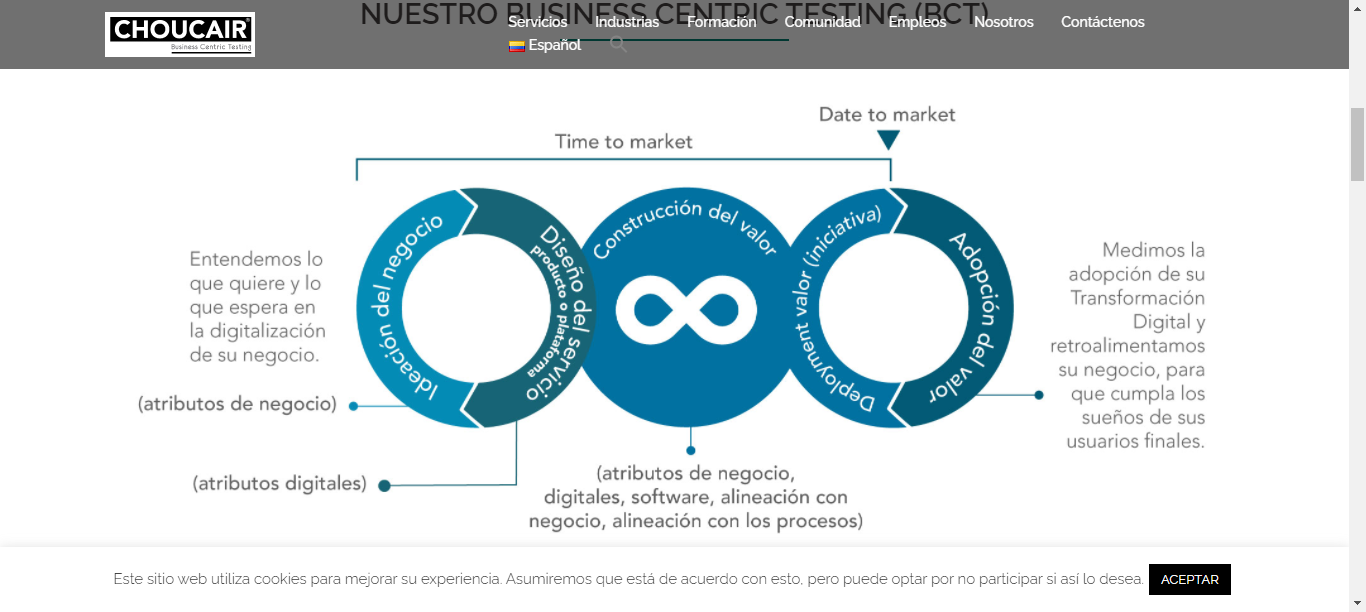 NUESTRO BUSINESS CENTRIC TESTING (BCT)
CHOUCAIR®
Business Centric Testing
Servicios Industrias Formación Comunidad Empleos Nosotros Contáctenos
Español
Date to market
Time to market
Entendemos lo
que quiere y lo
que espera en
la digitalización
de su negocio.
Ideación del negocio
Diseño del servicio
producto o plataforma
Construcción del valor
Deployment valor (iniciativa)
Adopción del valor
Medimos la
adopción de su
Transformación
Digital y
retroalimentamos
su negocio, para
que cumpla los
sueños de sus
usuarios finales.
(atributos de negocio)
(atributos digitales)
(atributos de negocio,
digitales, software, alineación con
negocio, alineación con los procesos)
Este sitio web utiliza cookies para mejorar su experiencia. Asumiremos que está de acuerdo con esto, pero puede optar por no participar si así lo desea. ACEPTAR